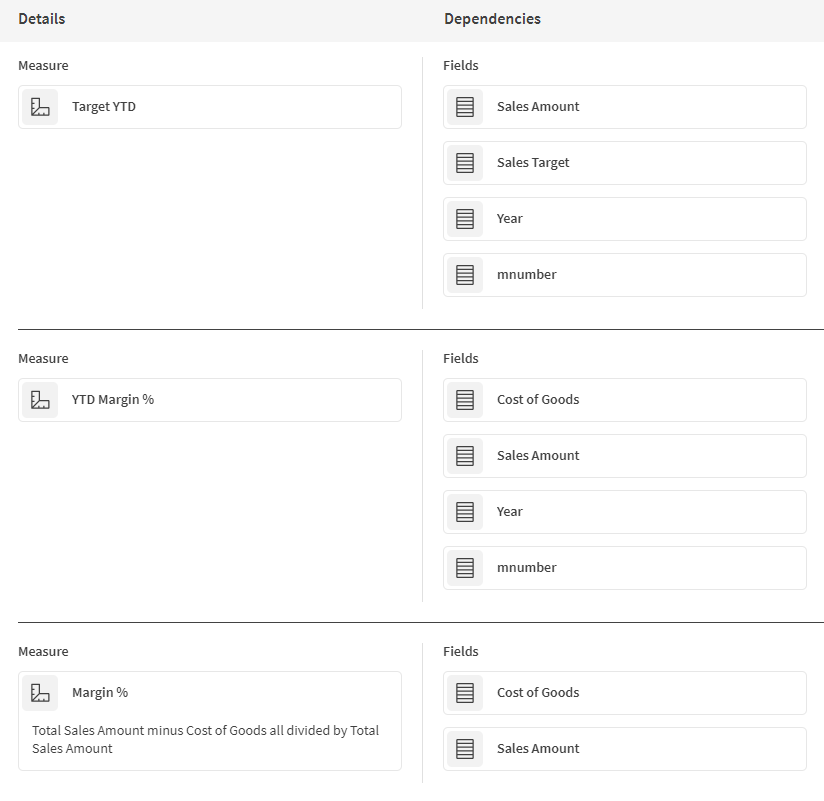 Details
Dependencies
Measure
Fields
Target YTD
Sales Amount
Sales Target
Year
mnumber
Measure
Fields
YTD Margin %
Cost of Goods
Sales Amount
Year
mnumber
Measure
Fields
Margin %
Total Sales Amount minus Cost of Goods all divided by Total
Sales Amount
Cost of Goods
Sales Amount